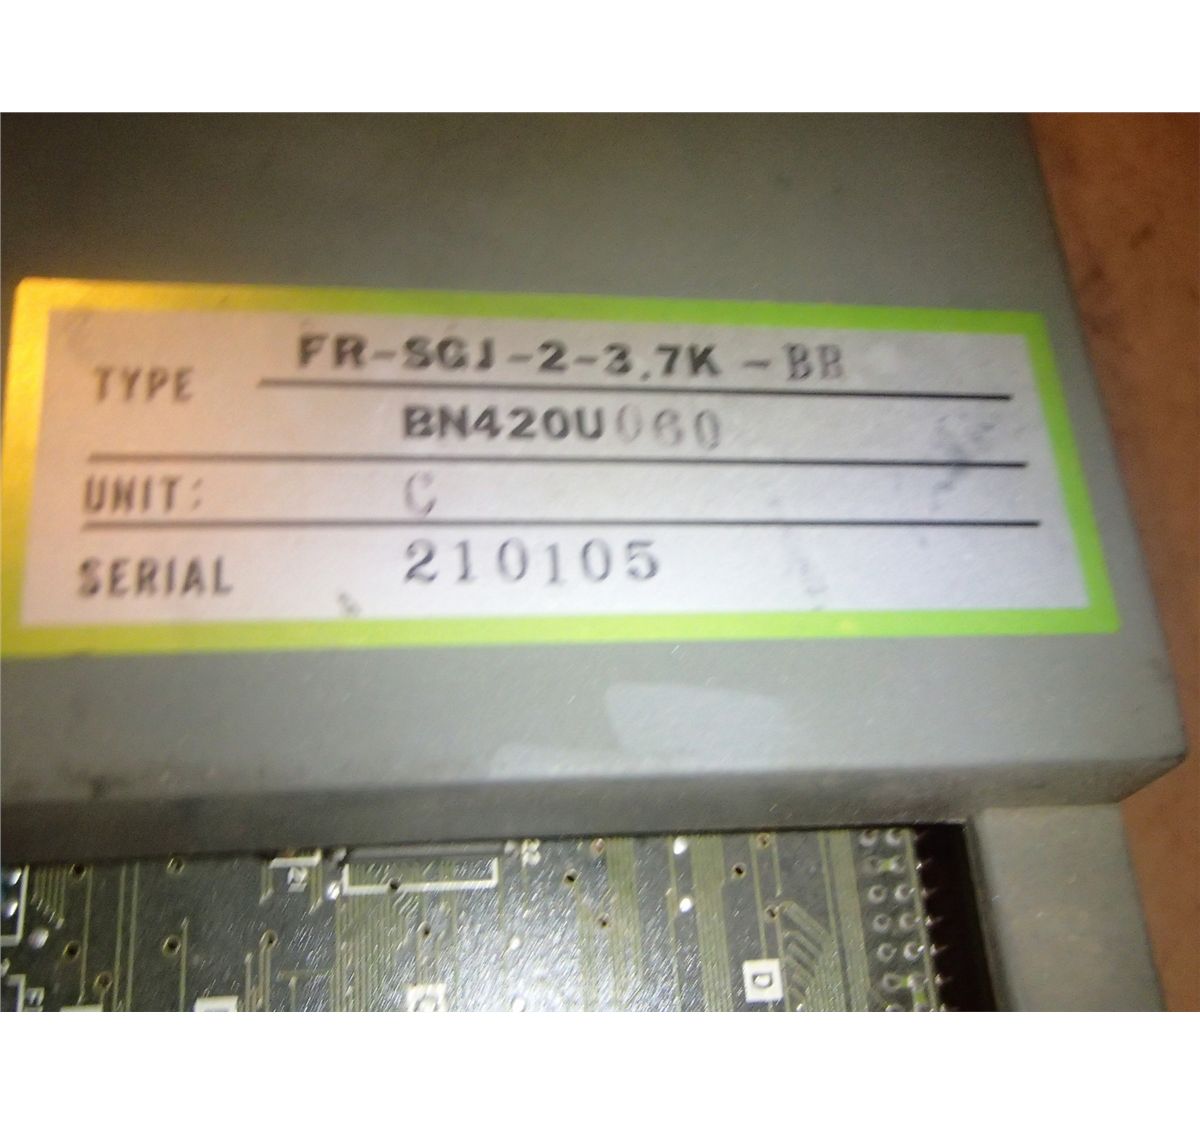 TYPE FR-SGJ-2-3.7K-BB
BN420U060
UNIT: C
SERIAL 210105
D